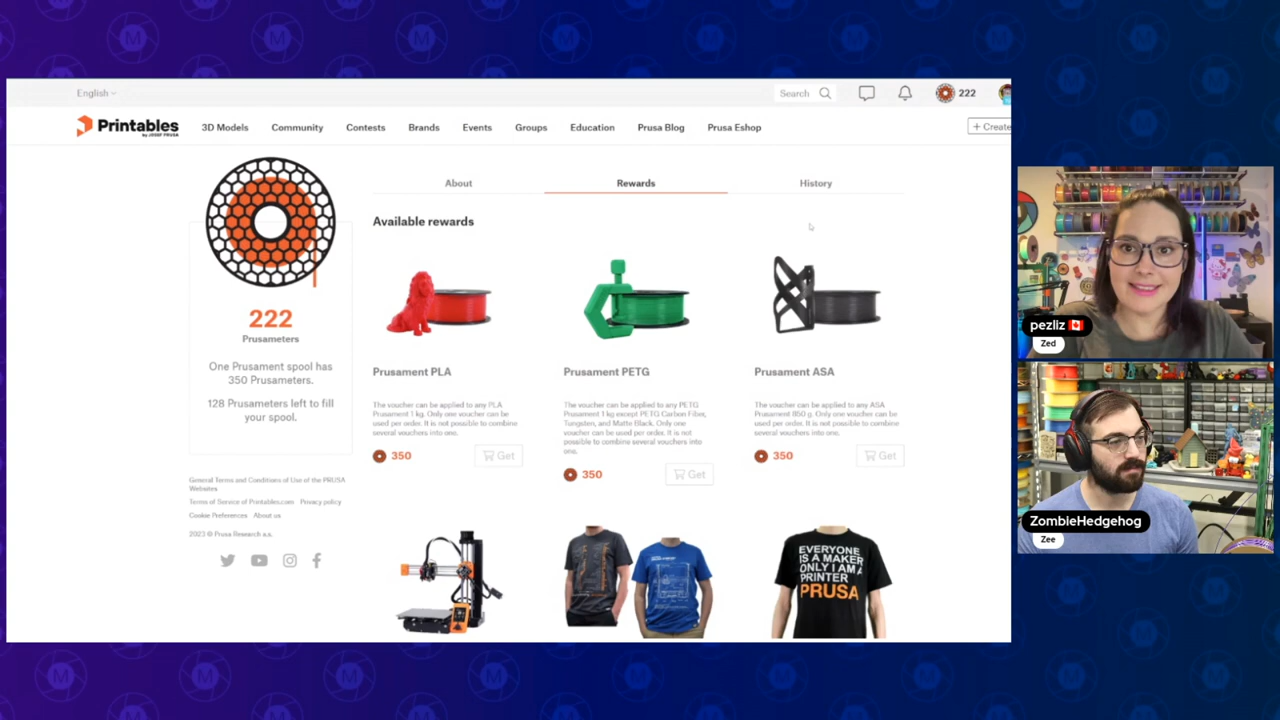 English
Search
222
Printables
by JOSEF PRUSA
3D Models
Community
Contests
Brands
Events
Groups
Education
Prusa Blog
Prusa Eshop
+ Create
About
Rewards
History
Available rewards
222
Prusameters
One Prusament spool has
350 Prusameters.
128 Prusameters left to fill
your spool.
Prusament PLA
The voucher can be applied to any PLA
Prusament 1 kg. Only one voucher can be
used per order. It is not possible to combine
several vouchers into one.
350
Get
Prusament PETG
The voucher can be applied to any PETG
Prusament 1 kg except PETG Carbon Fibre,
Tungsten, and Matte Black. Only one
voucher can be used per order. It is not
possible to combine several vouchers into
one.
350
Get
Prusament ASA
The voucher can be applied to any ASA
Prusament 850 g. Only one voucher can be
used per order. It is not possible to combine
several vouchers into one.
350
Get
General Terms and Conditions of Use of the PRUSA
Websites
Terms of Service of Printables.com
Privacy policy
Cookie Preferences
About us
2023 © Prusa Research a.s.
EVERYONE
IS A MAKER
ONLY I AM A
PRINTER
PRUSA
pezliz
Zed
ZombieHedgehog
Zee